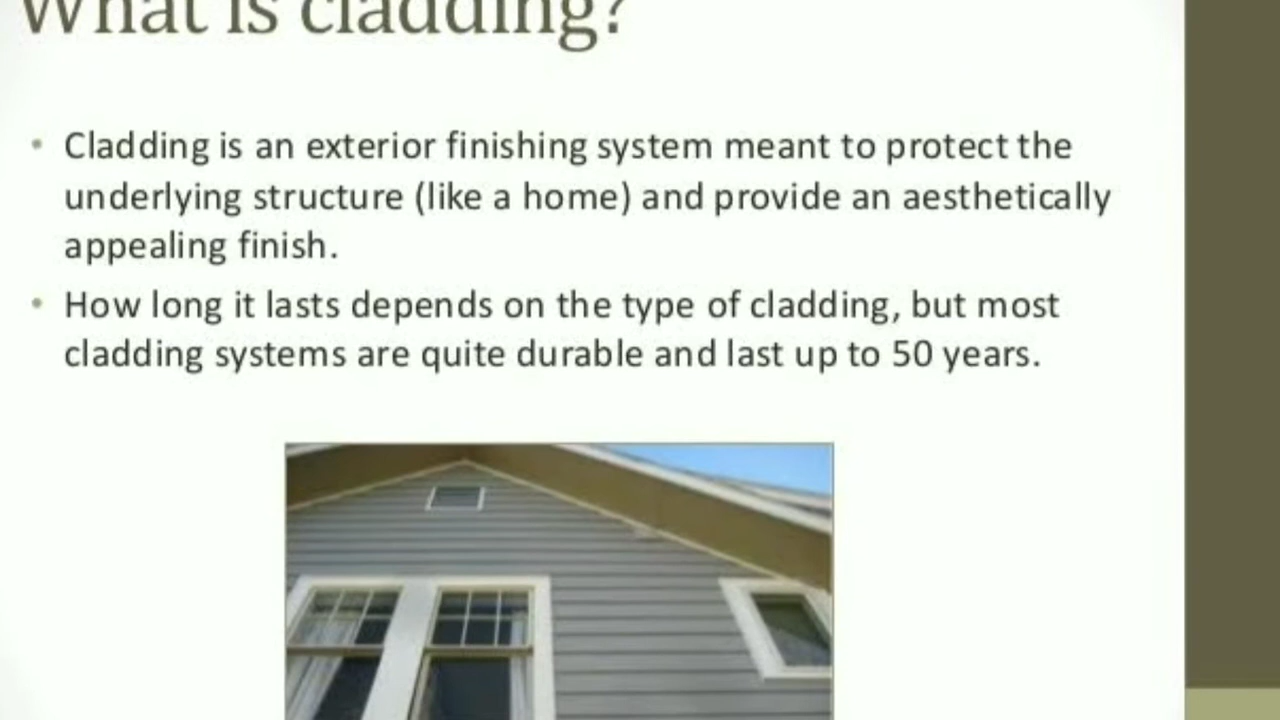 What is cladding?
• Cladding is an exterior finishing system meant to protect the
underlying structure (like a home) and provide an aesthetically
appealing finish.
• How long it lasts depends on the type of cladding, but most
cladding systems are quite durable and last up to 50 years.